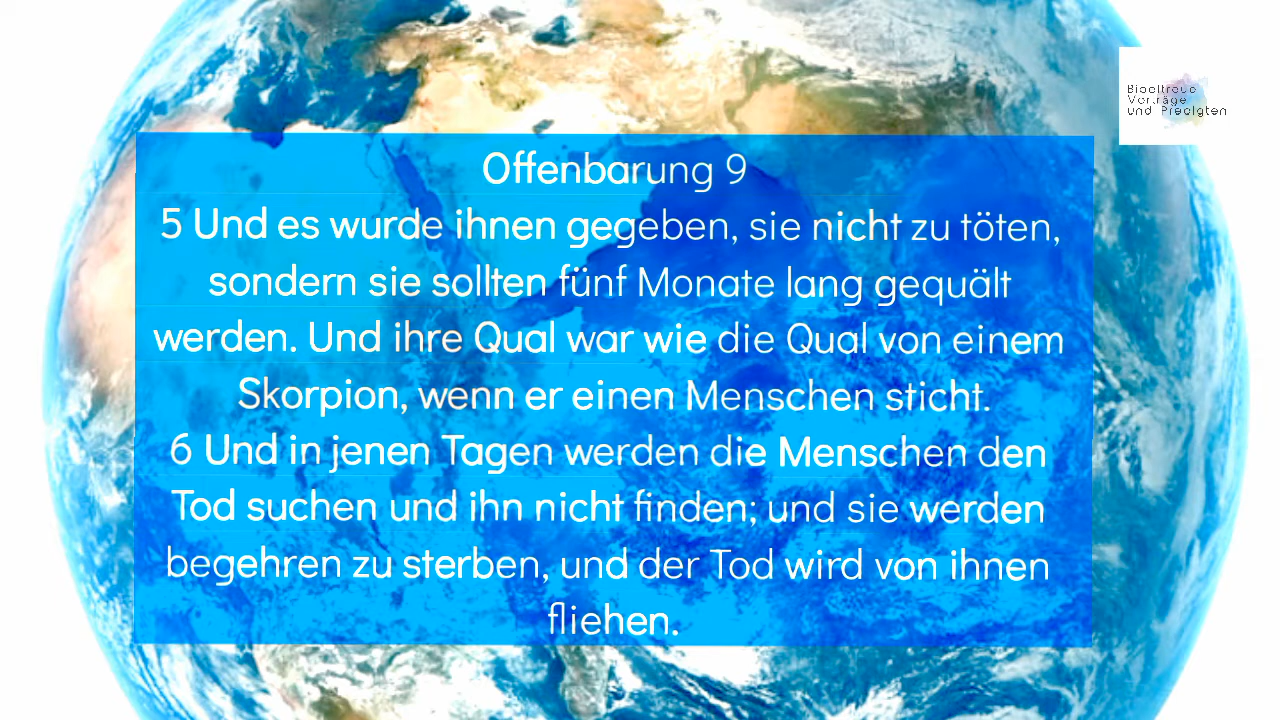 Offenbarung 9
5 Und es wurde ihnen gegeben, sie nicht zu töten,
sondern sie sollten fünf Monate lang gequält
werden. Und ihre Qual war wie die Qual von einem
Skorpion, wenn er einen Menschen sticht.
6 Und in jenen Tagen werden die Menschen den
Tod suchen und ihn nicht finden; und sie werden
begehren zu sterben, und der Tod wird von ihnen
fliehen.
Bibeltreue
Vorträge
und Predigten